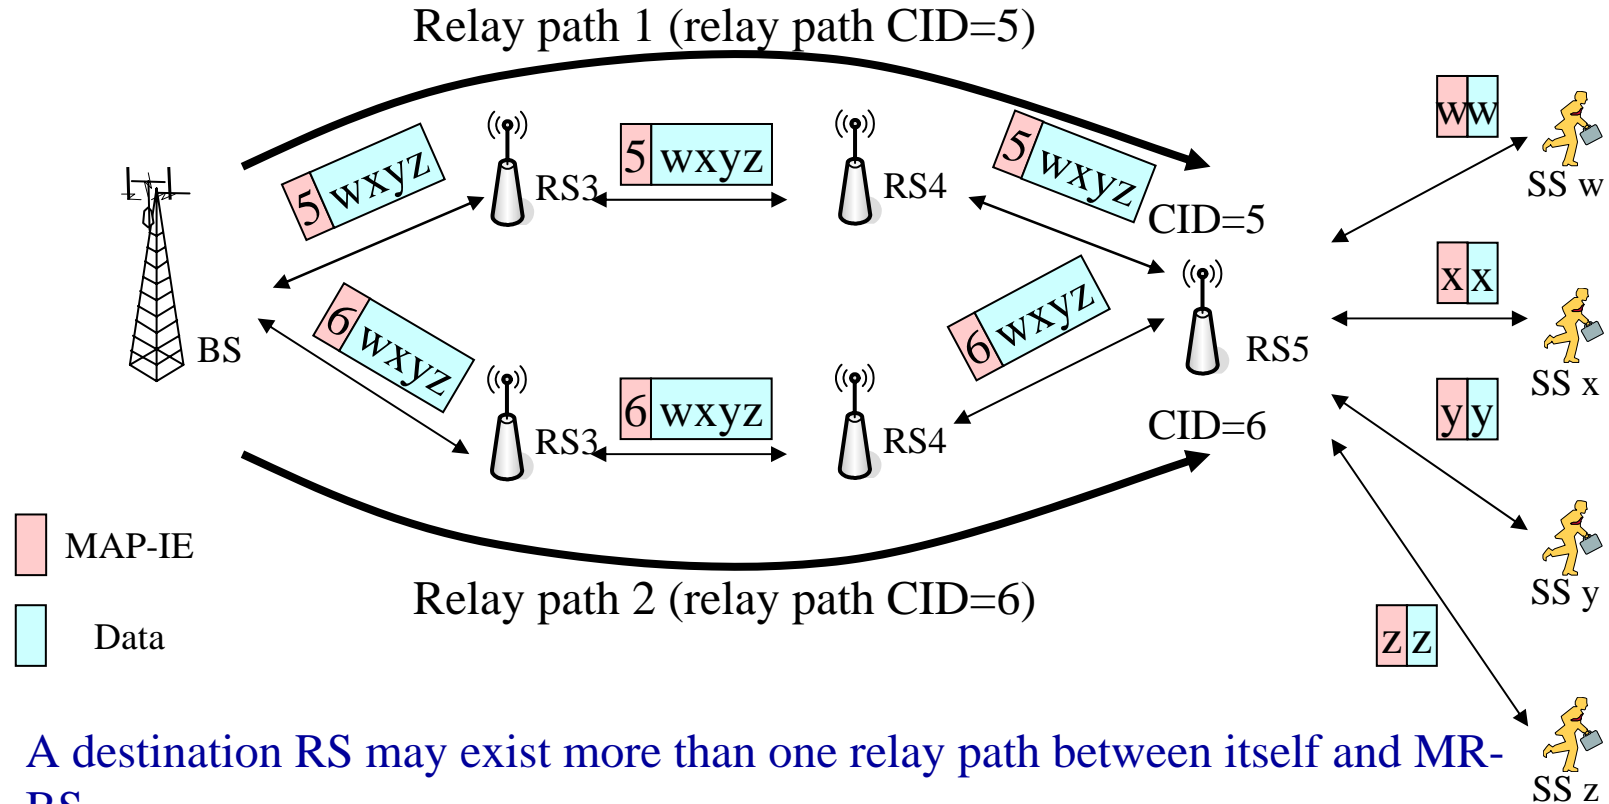 Relay path 1 (relay path CID=5)
5 wxyz
RS3
5 wxyz
RS4
5 wxyz
CID=5
ww
SS w
BS
6 wxyz
RS3
6 wxyz
RS4
6 wxyz
RS5
CID=6
xx
SS x
yy
SS y
zz
SS z
MAP-IE
Data
Relay path 2 (relay path CID=6)
A destination RS may exist more than one relay path between itself and MR-
BS